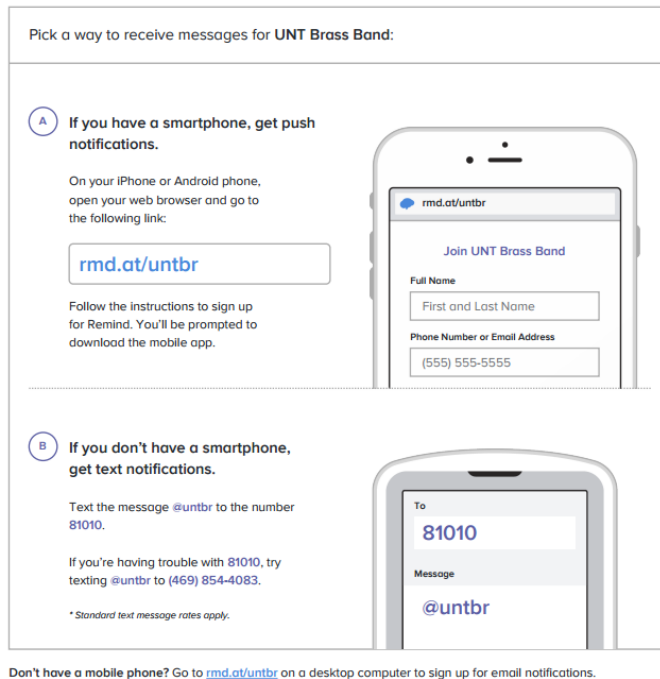 Pick a way to receive messages for UNT Brass Band:
A
If you have a smartphone, get push
notifications.
On your iPhone or Android phone,
open your web browser and go to
the following link:
rmd.at/untbr
Follow the instructions to sign up
for Remind. You'll be prompted to
download the mobile app.
rmd.at/untbr
Join UNT Brass Band
Full Name
First and Last Name
Phone Number or Email Address
(555) 555-5555
B
If you don't have a smartphone,
get text notifications.
Text the message @untbr to the number
81010.
If you're having trouble with 81010, try
texting @untbr to (469) 854-4083.
* Standard text message rates apply.
To
81010
Message
@untbr
Don't have a mobile phone? Go to rmd.at/untbr on a desktop computer to sign up for email notifications.